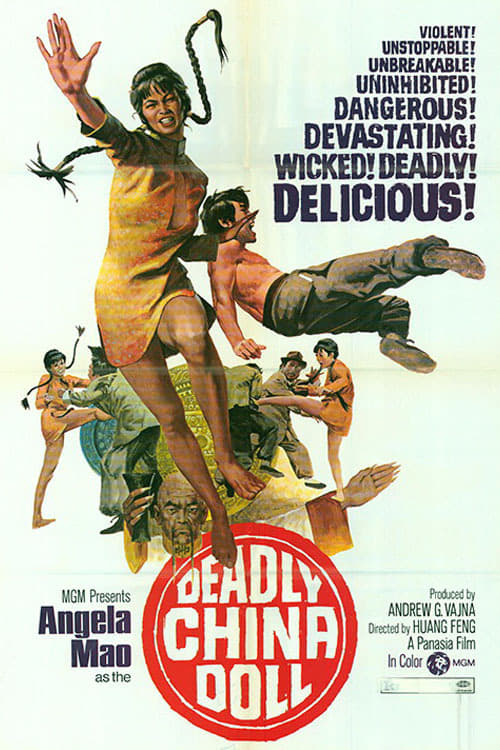 VIOLENT!
UNSTOPPABLE!
UNBREAKABLE!
UNINHIBITED!
DANGEROUS!
DEVASTATING!
WICKED! DEADLY!
DELICIOUS!
MGM Presents
Angela
Mao
as the
DEADLY
CHINA
DOLL
Produced by
ANDREW G. VAJNA
Directed by HUANG FENG
A Panasia Film
In Color MGM